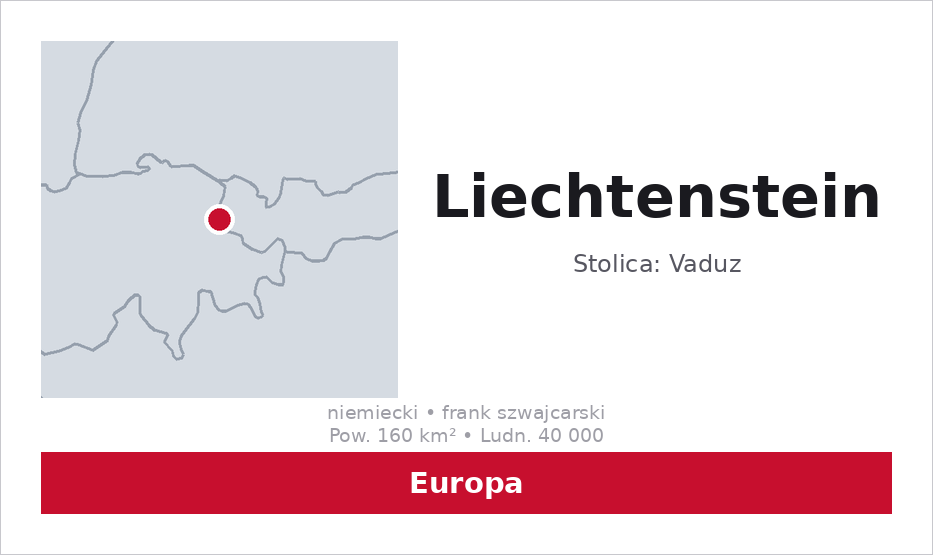 Liechtenstein
Stolica: Vaduz
niemiecki • frank szwajcarski
Pow. 160 km² • Ludn. 40 000
Europa